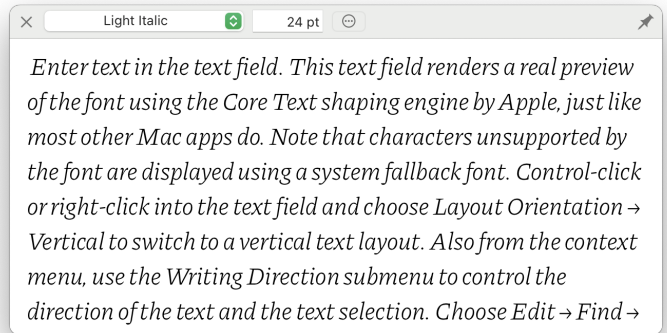 Light Italic 24 pt
Enter text in the text field. This text field renders a real preview
of the font using the Core Text shaping engine by Apple, just like
most other Mac apps do. Note that characters unsupported by
the font are displayed using a system fallback font. Control-click
or right-click into the text field and choose Layout Orientation →
Vertical to switch to a vertical text layout. Also from the context
menu, use the Writing Direction submenu to control the
direction of the text and the text selection. Choose Edit → Find →